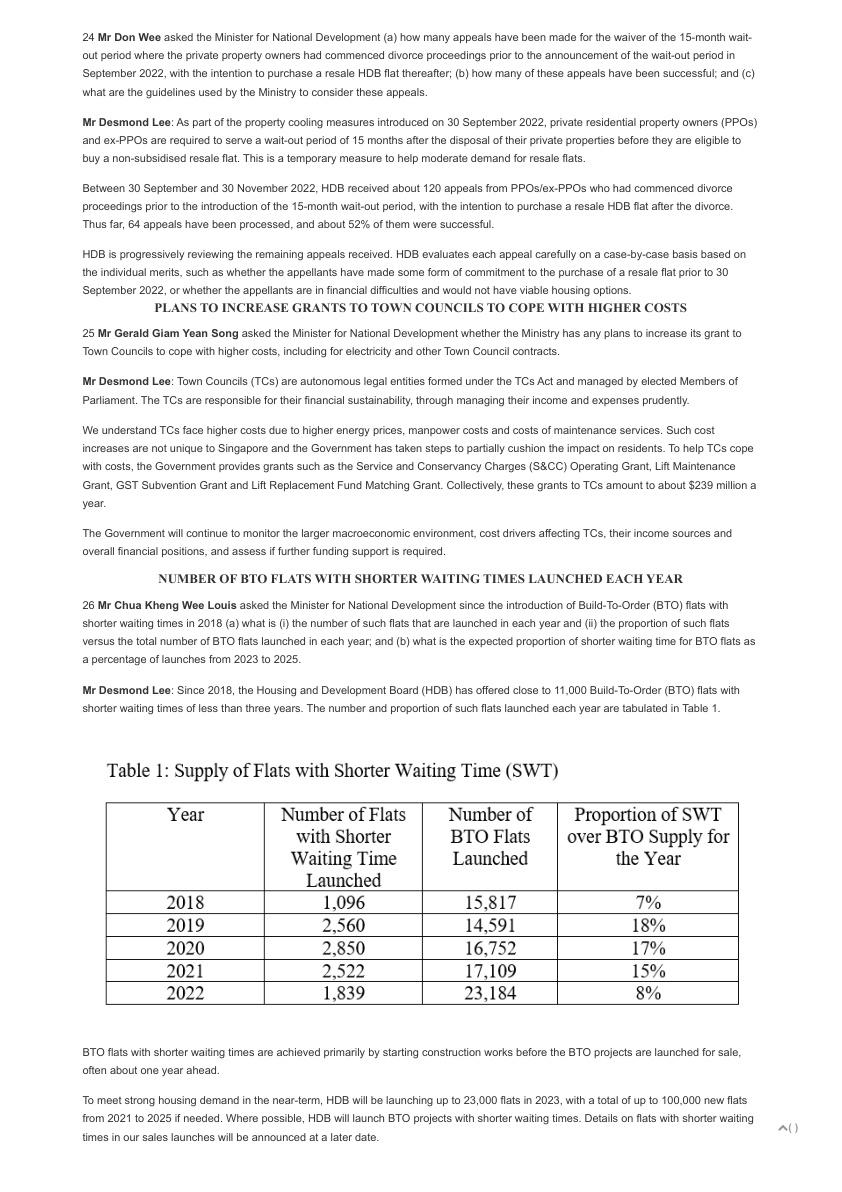 24 Mr Don Wee asked the Minister for National Development (a) how many appeals have been made for the waiver of the 15-month wait-
out period where the private property owners had commenced divorce proceedings prior to the announcement of the wait-out period in
September 2022, with the intention to purchase a resale HDB flat thereafter; (b) how many of these appeals have been successful; and (c)
what are the guidelines used by the Ministry to consider these appeals.
Mr Desmond Lee: As part of the property cooling measures introduced on 30 September 2022, private residential property owners (PPOs)
and ex-PPOs are required to serve a wait-out period of 15 months after the disposal of their private properties before they are eligible to
buy a non-subsidised resale flat. This is a temporary measure to help moderate demand for resale flats.
Between 30 September and 30 November 2022, HDB received about 120 appeals from PPOs/ex-PPOs who had commenced divorce
proceedings prior to the introduction of the 15-month wait-out period, with the intention to purchase a resale HDB flat after the divorce.
Thus far, 64 appeals have been processed, and about 52% of them were successful.
HDB is progressively reviewing the remaining appeals received. HDB evaluates each appeal carefully on a case-by-case basis based on
the individual merits, such as whether the appellants have made some form of commitment to the purchase of a resale flat prior to 30
September 2022, or whether the appellants are in financial difficulties and would not have viable housing options.
PLANS TO INCREASE GRANTS TO TOWN COUNCILS TO COPE WITH HIGHER COSTS
25 Mr Gerald Giam Yean Song asked the Minister for National Development whether the Ministry has any plans to increase its grant to
Town Councils to cope with higher costs, including for electricity and other Town Council contracts.
Mr Desmond Lee: Town Councils (TCs) are autonomous legal entities formed under the TCs Act and managed by elected Members of
Parliament. The TCs are responsible for their financial sustainability, through managing their income and expenses prudently.
We understand TCs face higher costs due to higher energy prices, manpower costs and costs of maintenance services. Such cost
increases are not unique to Singapore and the Government has taken steps to partially cushion the impact on residents. To help TCs cope
with costs, the Government provides grants such as the Service and Conservancy Charges (S&CC) Operating Grant, Lift Maintenance
Grant, GST Subvention Grant and Lift Replacement Fund Matching Grant. Collectively, these grants to TCs amount to about $239 million a
year.
The Government will continue to monitor the larger macroeconomic environment, cost drivers affecting TCs, their income sources and
overall financial positions, and assess if further funding support is required.
NUMBER OF BTO FLATS WITH SHORTER WAITING TIMES LAUNCHED EACH YEAR
26 Mr Chua Kheng Wee Louis asked the Minister for National Development since the introduction of Build-To-Order (BTO) flats with
shorter waiting times in 2018 (a) what is (i) the number of such flats that are launched in each year and (ii) the proportion of such flats
versus the total number of BTO flats launched in each year; and (b) what is the expected proportion of shorter waiting time for BTO flats as
a percentage of launches from 2023 to 2025.
Mr Desmond Lee: Since 2018, the Housing and Development Board (HDB) has offered close to 11,000 Build-To-Order (BTO) flats with
shorter waiting times of less than three years. The number and proportion of such flats launched each year are tabulated in Table 1.
Table 1: Supply of Flats with Shorter Waiting Time (SWT)
Year Number of Flats Number of Proportion of SWT
with Shorter BTO Flats over BTO Supply for
Waiting Time Launched the Year
Launched
2018 1,096 15,817 7%
2019 2,560 14,591 18%
2020 2,850 16,752 17%
2021 2,522 17,109 15%
2022 1,839 23,184 8%
BTO flats with shorter waiting times are achieved primarily by starting construction works before the BTO projects are launched for sale,
often about one year ahead.
To meet strong housing demand in the near-term, HDB will be launching up to 23,000 flats in 2023, with a total of up to 100,000 new flats
from 2021 to 2025 if needed. Where possible, HDB will launch BTO projects with shorter waiting times. Details on flats with shorter waiting
times in our sales launches will be announced at a later date.
( )